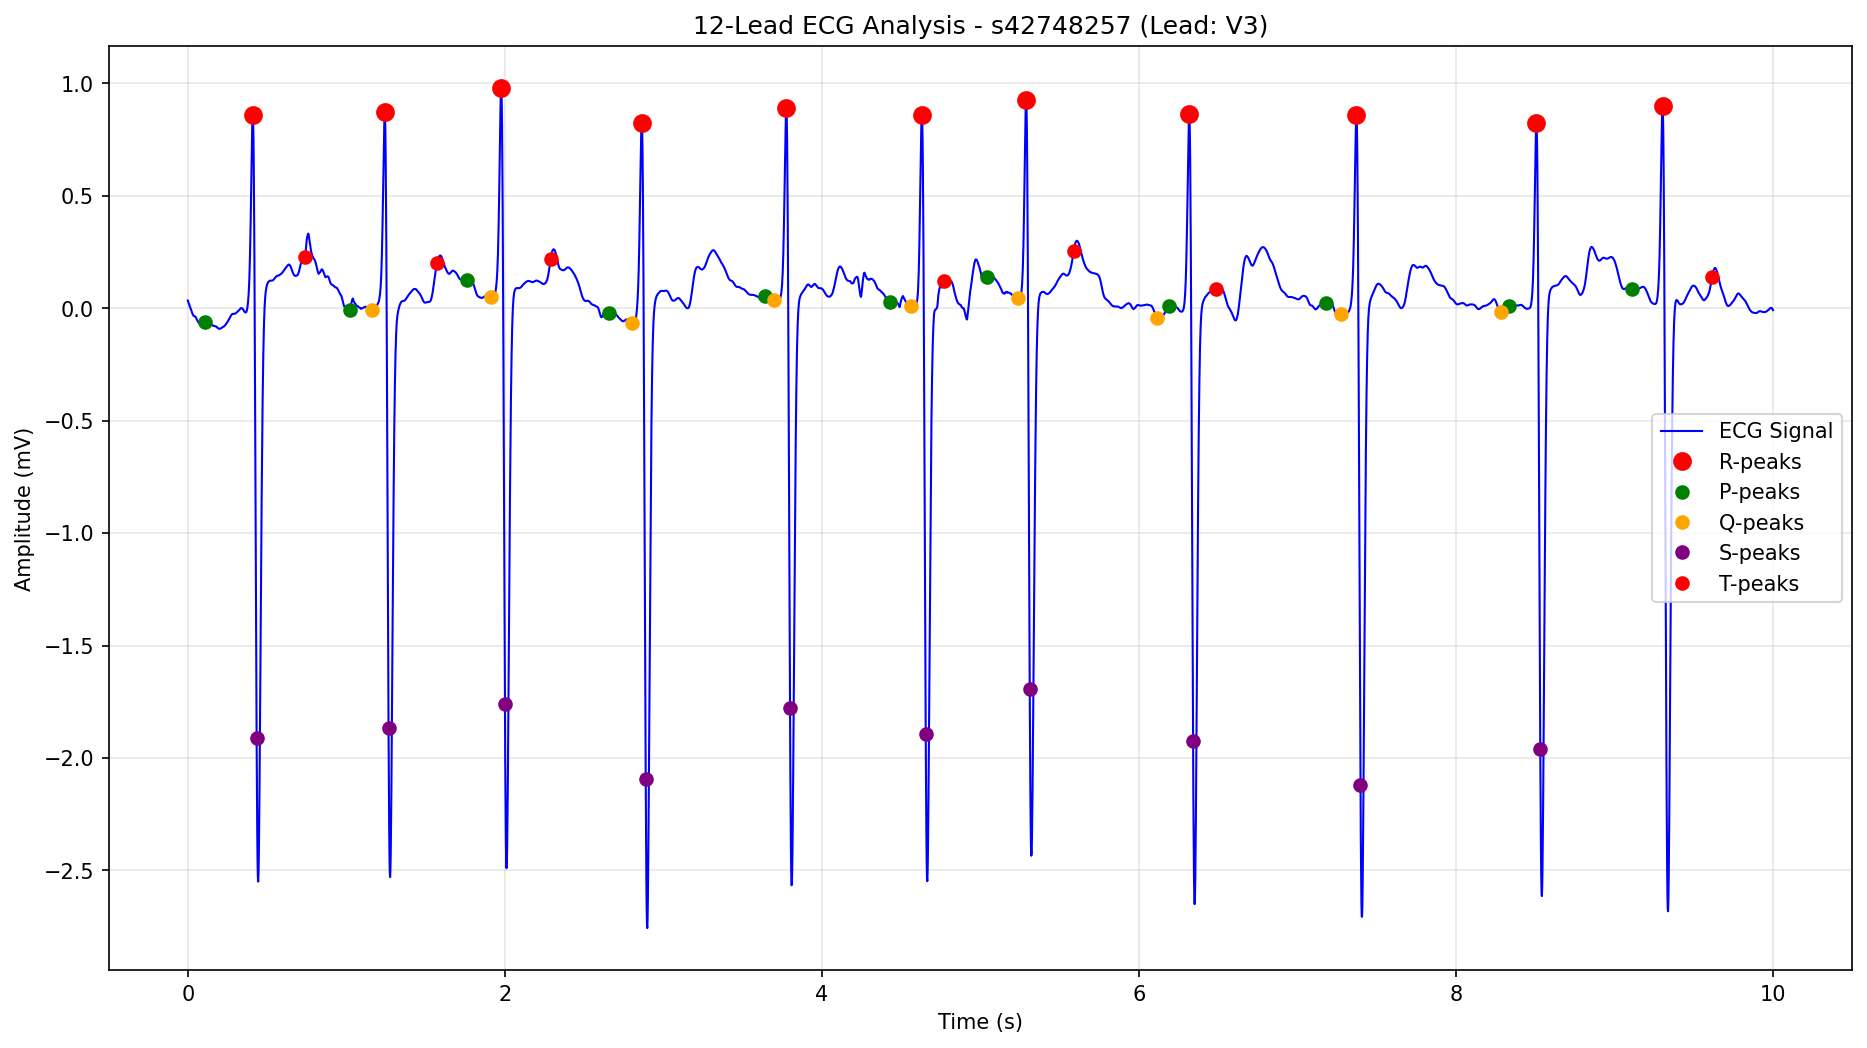 12-Lead ECG Analysis - s42748257 (Lead: V3)
Amplitude (mV)
1.0
0.5
0.0
−0.5
−1.0
−1.5
−2.0
−2.5
ECG Signal
R-peaks
P-peaks
Q-peaks
S-peaks
T-peaks
0 2 4 6 8 10
Time (s)